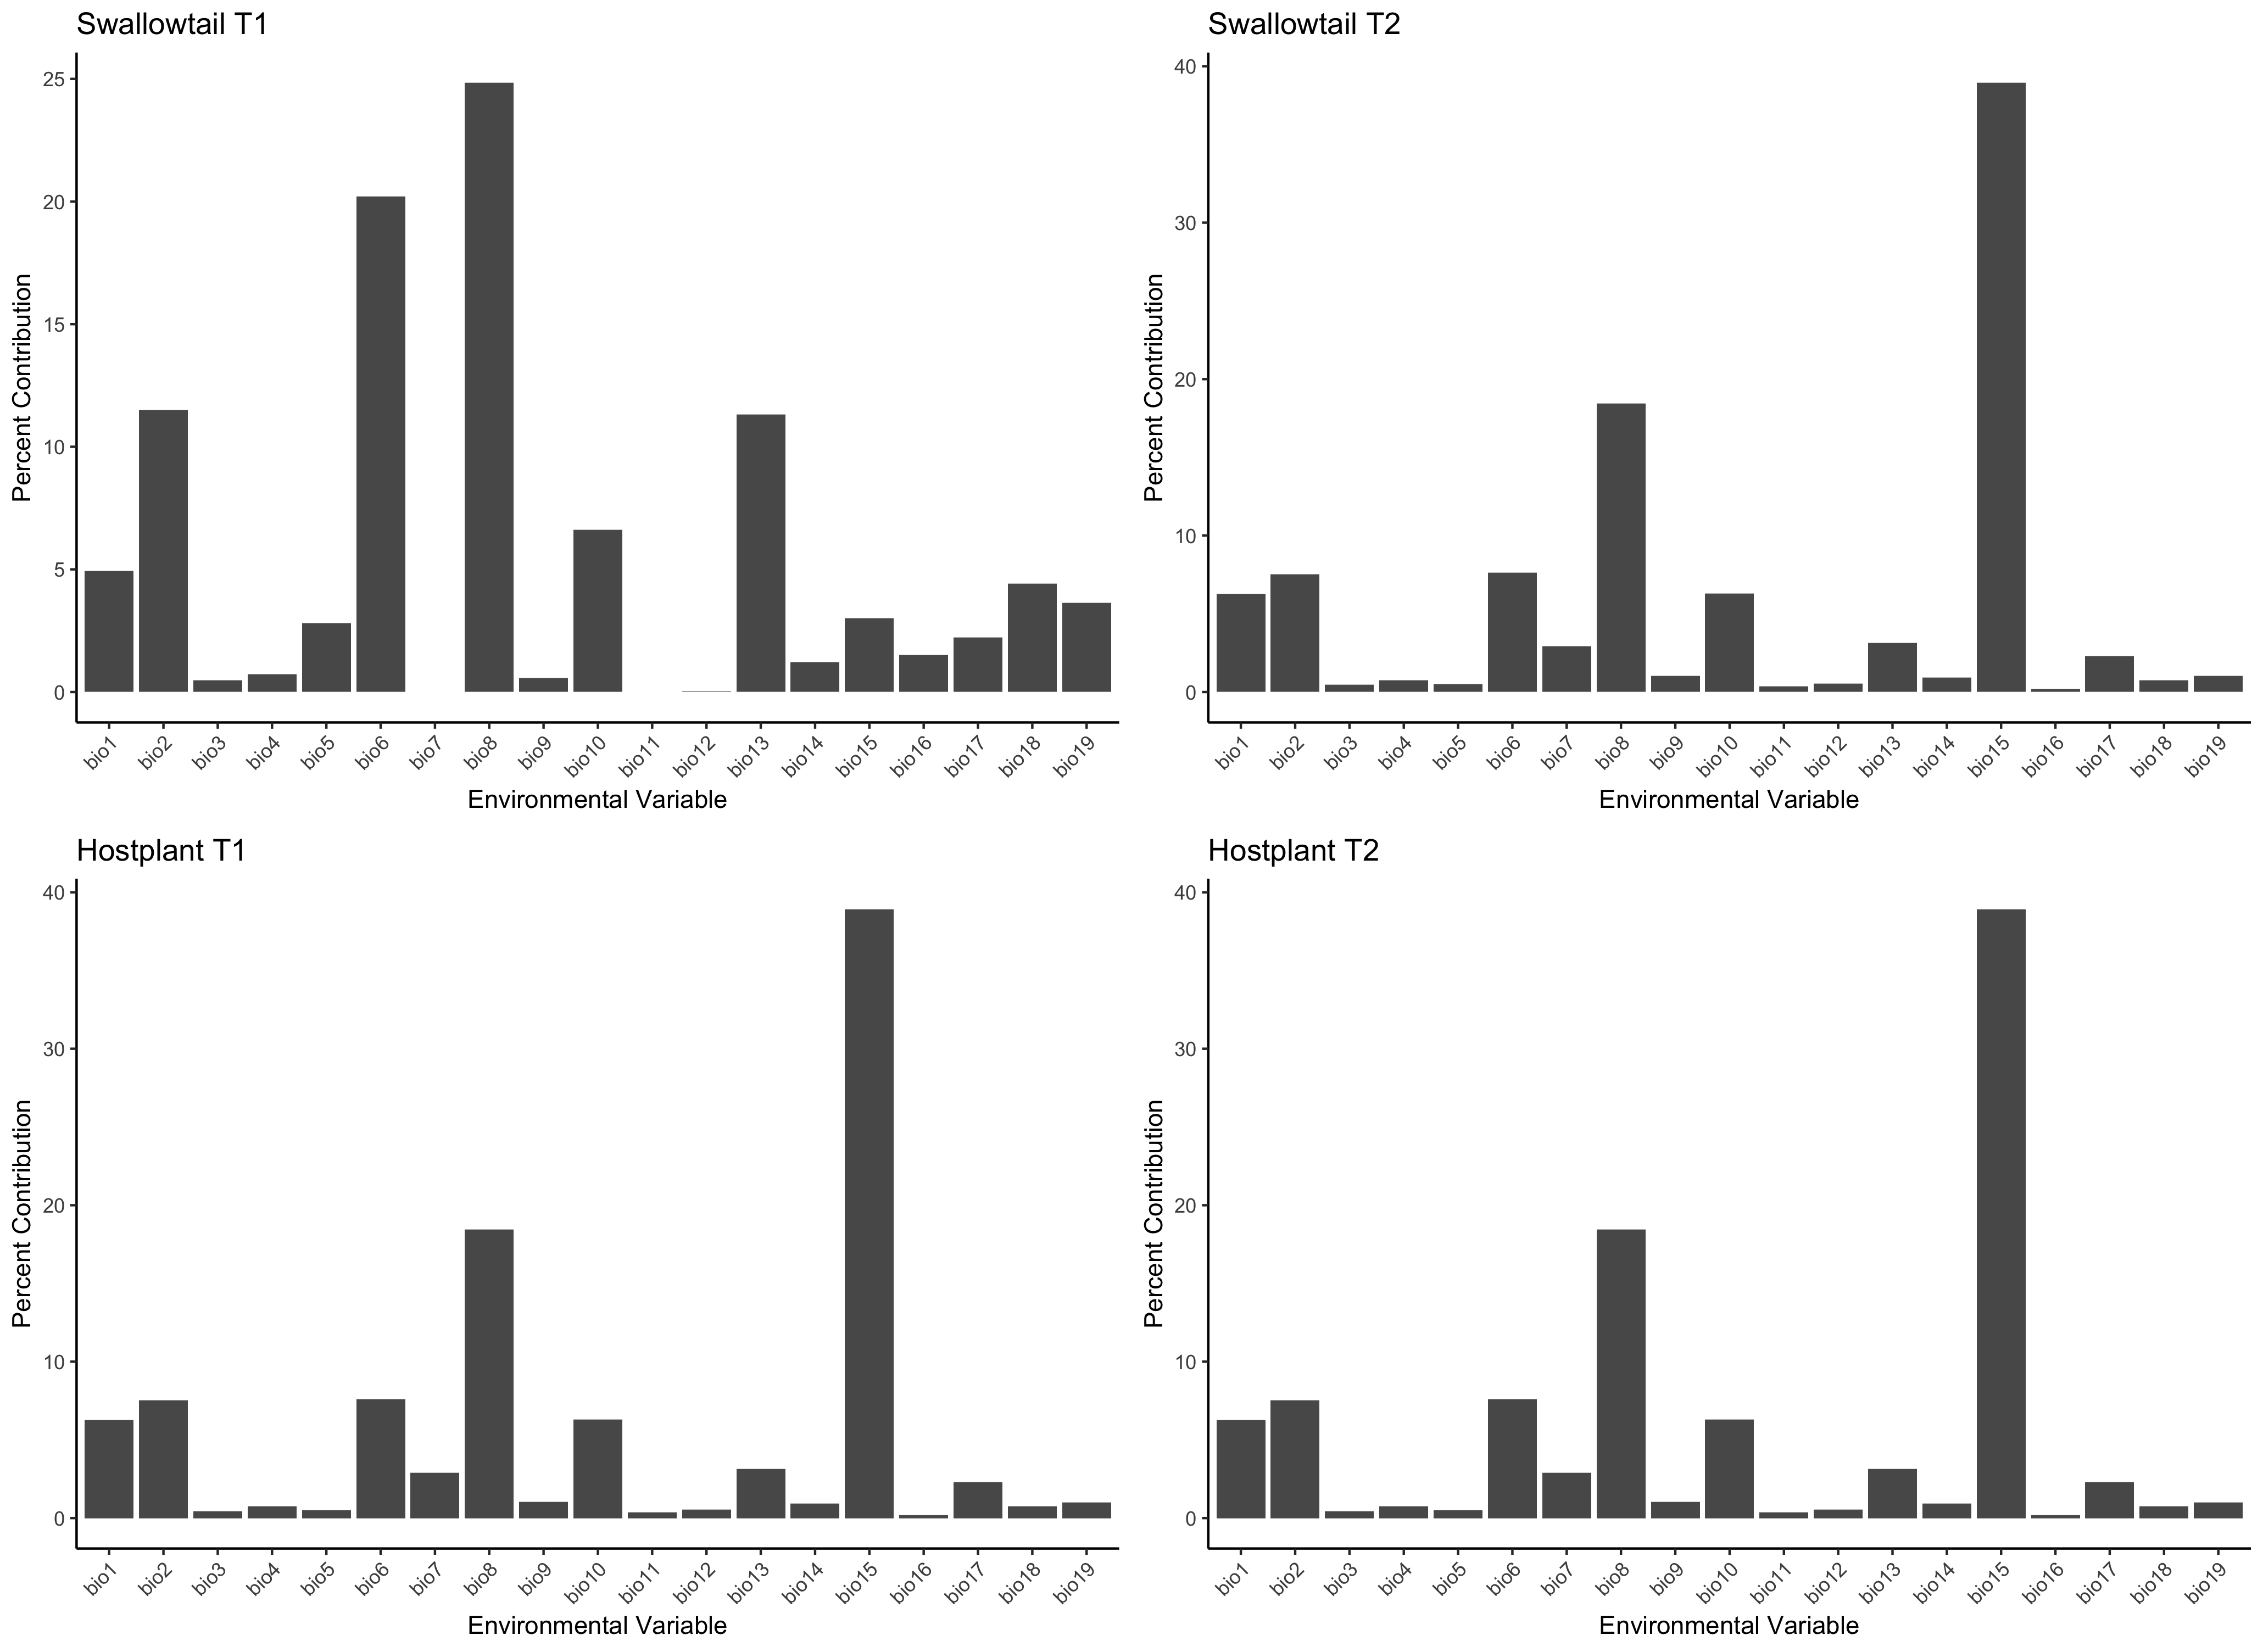 Swallowtail T1
25
20
15
10
5
0
Percent Contribution
bio1 bio2 bio3 bio4 bio5 bio6 bio7 bio8 bio9 bio10 bio11 bio12 bio13 bio14 bio15 bio16 bio17 bio18 bio19
Environmental Variable
Swallowtail T2
40
30
20
10
0
Percent Contribution
bio1 bio2 bio3 bio4 bio5 bio6 bio7 bio8 bio9 bio10 bio11 bio12 bio13 bio14 bio15 bio16 bio17 bio18 bio19
Environmental Variable
Hostplant T1
40
30
20
10
0
Percent Contribution
bio1 bio2 bio3 bio4 bio5 bio6 bio7 bio8 bio9 bio10 bio11 bio12 bio13 bio14 bio15 bio16 bio17 bio18 bio19
Environmental Variable
Hostplant T2
40
30
20
10
0
Percent Contribution
bio1 bio2 bio3 bio4 bio5 bio6 bio7 bio8 bio9 bio10 bio11 bio12 bio13 bio14 bio15 bio16 bio17 bio18 bio19
Environmental Variable